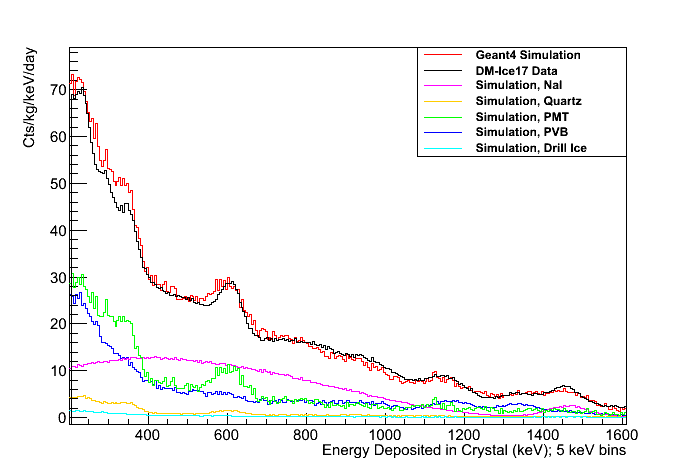 Geant4 Simulation
DM-Ice17 Data
Simulation, NaI
Simulation, Quartz
Simulation, PMT
Simulation, PVB
Simulation, Drill Ice
Cts/kg/keV/day
70
60
50
40
30
20
10
0
400 600 800 1000 1200 1400 1600
Energy Deposited in Crystal (keV); 5 keV bins